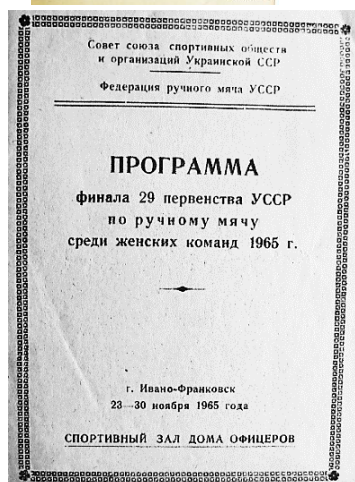 Совет союза спортивных обществ
и организаций Украинской ССР
Федерация ручного мяча УССР
ПРОГРАММА
финала 29 первенства УССР
по ручному мячу
среди женских команд 1965 г.
г. Ивано-Франковск
23—30 ноября 1965 года
СПОРТИВНЫЙ ЗАЛ ДОМА ОФИЦЕРОВ